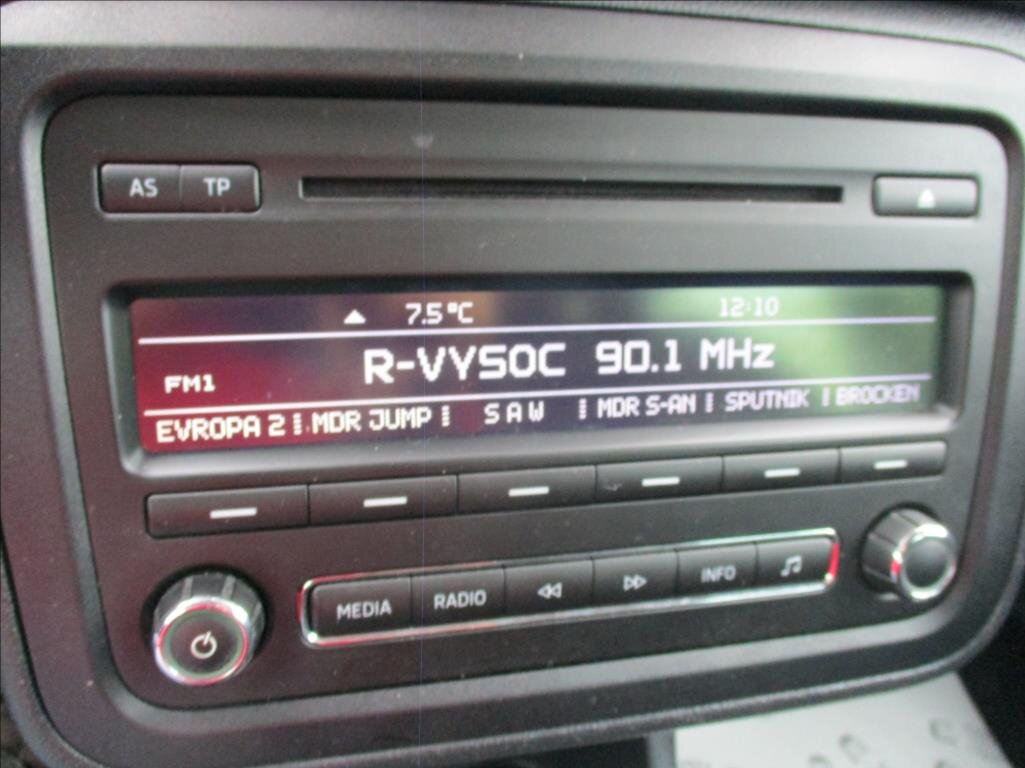 AS TP
7.5°C 12:10
R-VYSOC 90.1 MHz
FM1
EVROPA 2 MDR JUMP SAW MDR S-AN SPUTNIK BROCKEN
MEDIA RADIO INFO